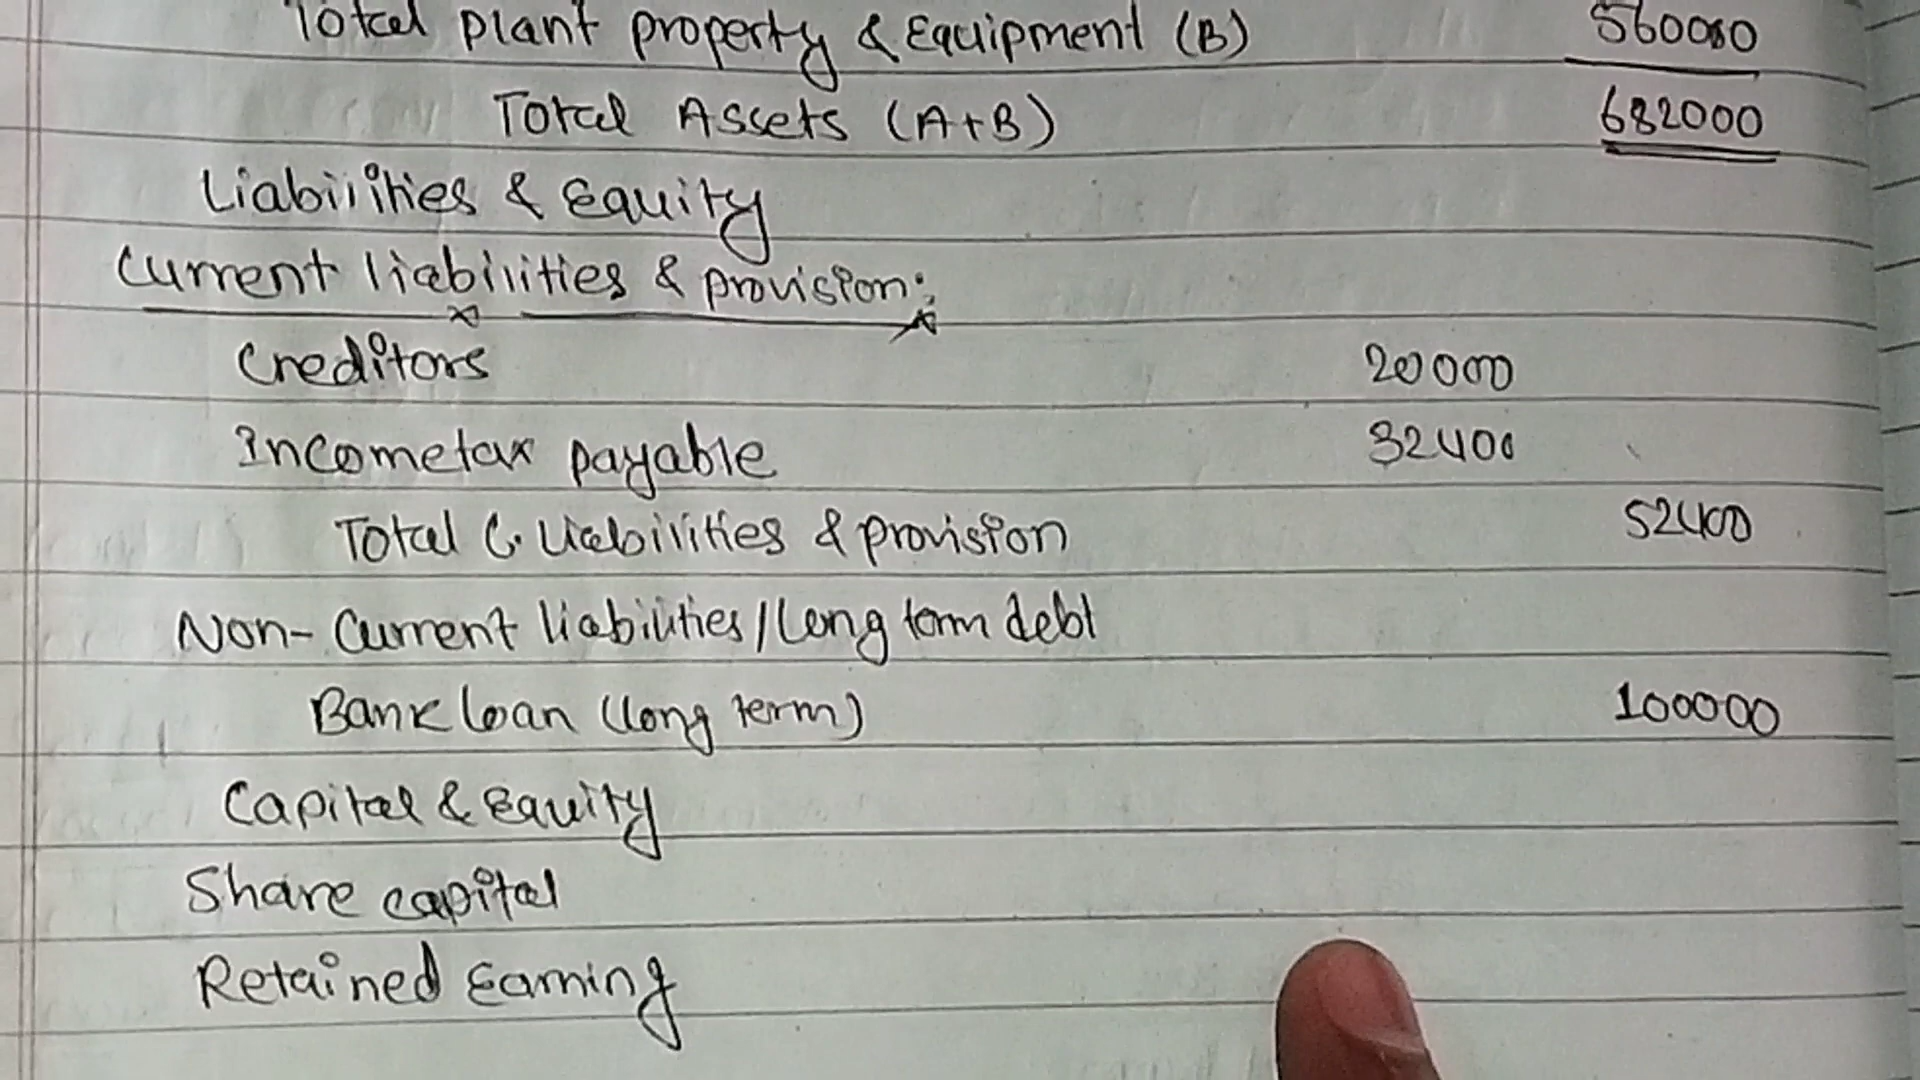 Total plant property & Equipment (B) 560000
Total Assets (A+B) 682000
Liabilities & Equity
Current liabilities & provision:
Creditors 20000
Incometax payable 32400
Total C. Liabilities & provision 52400
Non-Current liabilities/Long term debt
Bank loan (long term) 100000
Capital & Equity
Share capital
Retained Earning